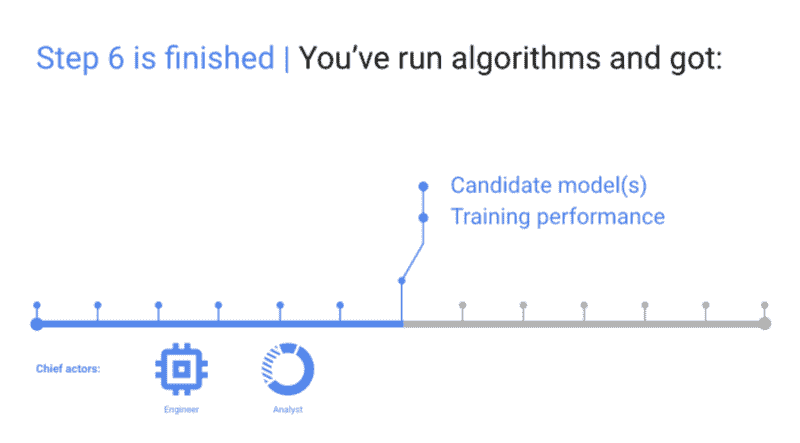 Step 6 is finished | You’ve run algorithms and got:
Candidate model(s)
Training performance
Chief actors:
Engineer
Analyst